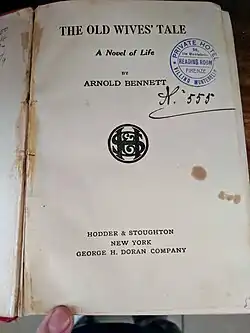 THE OLD WIVES' TALE
A Novel of Life
BY
ARNOLD BENNETT
PRIVATE HOTEL
READING ROOM
FIRENZE
N. 555
HODDER & STOUGHTON
NEW YORK
GEORGE H. DORAN COMPANY